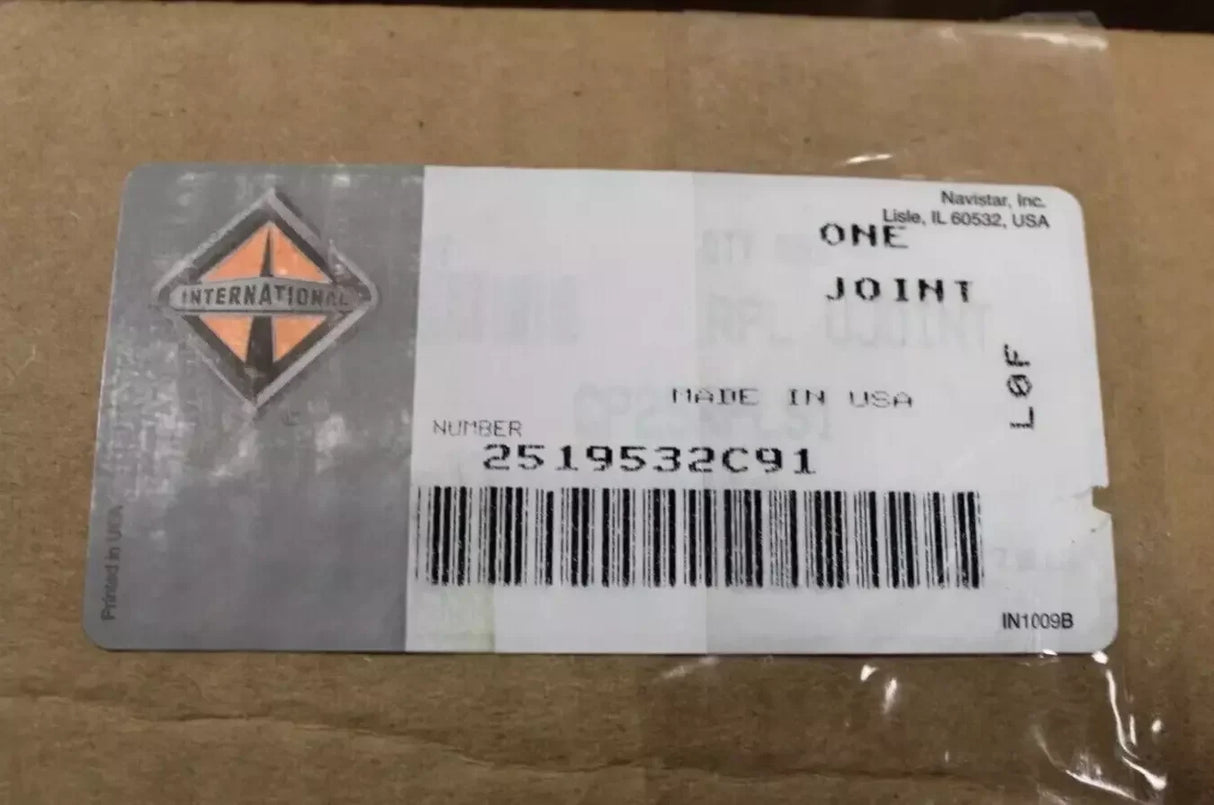 INTERNATIONAL
Navistar, Inc.
Lisle, IL 60532, USA
ONE
JOINT
L0F
MADE IN USA
NUMBER
2519532C91
IN1009B
Printed in USA